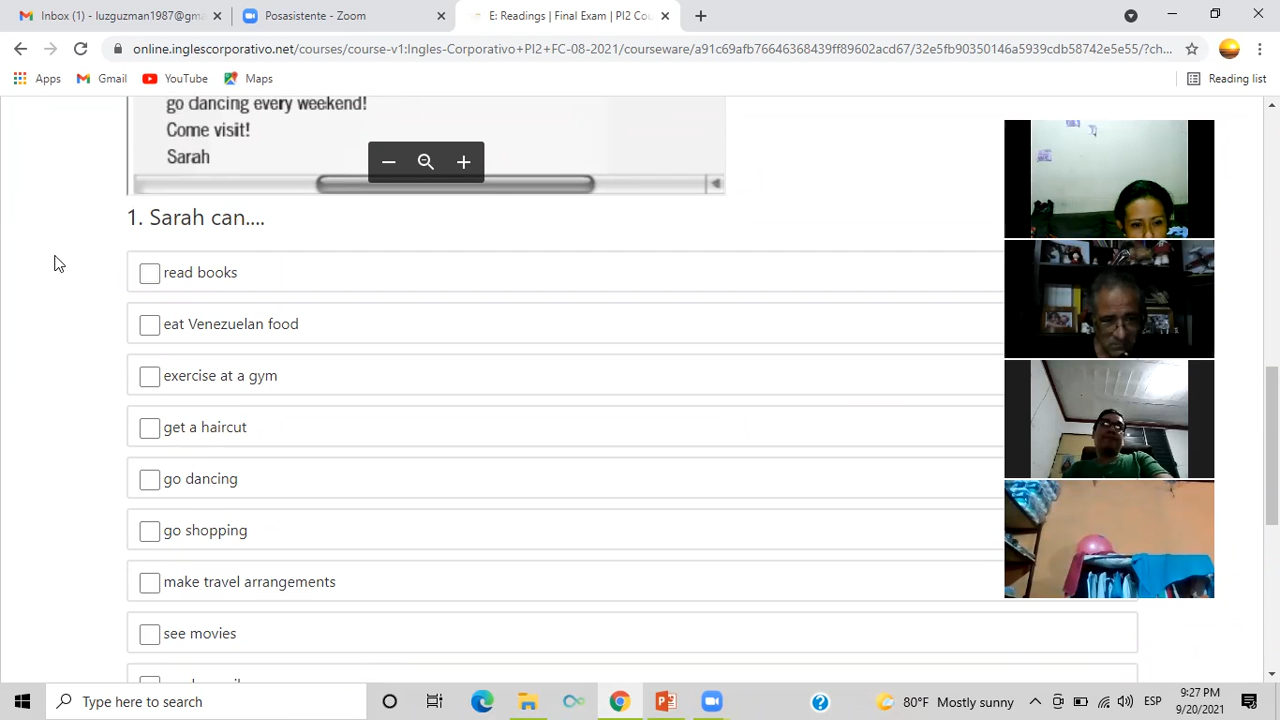 Inbox (1) - luzguzman1987@gma
Posasistente - Zoom
E: Readings | Final Exam | PI2 FC
online.inglescorporativo.net/courses/course-v1:Ingles-Corporativo+PI2+FC-08-2021/courseware/a91c69afb76646368439ff89602acd67/32e5fb90350146a5939cdb58742e5e55/?ch...
Apps
Gmail
YouTube
Maps
Reading list
go dancing every weekend!
Come visit!
Sarah
1. Sarah can....
read books
eat Venezuelan food
exercise at a gym
get a haircut
go dancing
go shopping
make travel arrangements
see movies
Type here to search
80°F Mostly sunny
ESP
9:27 PM
9/20/2021